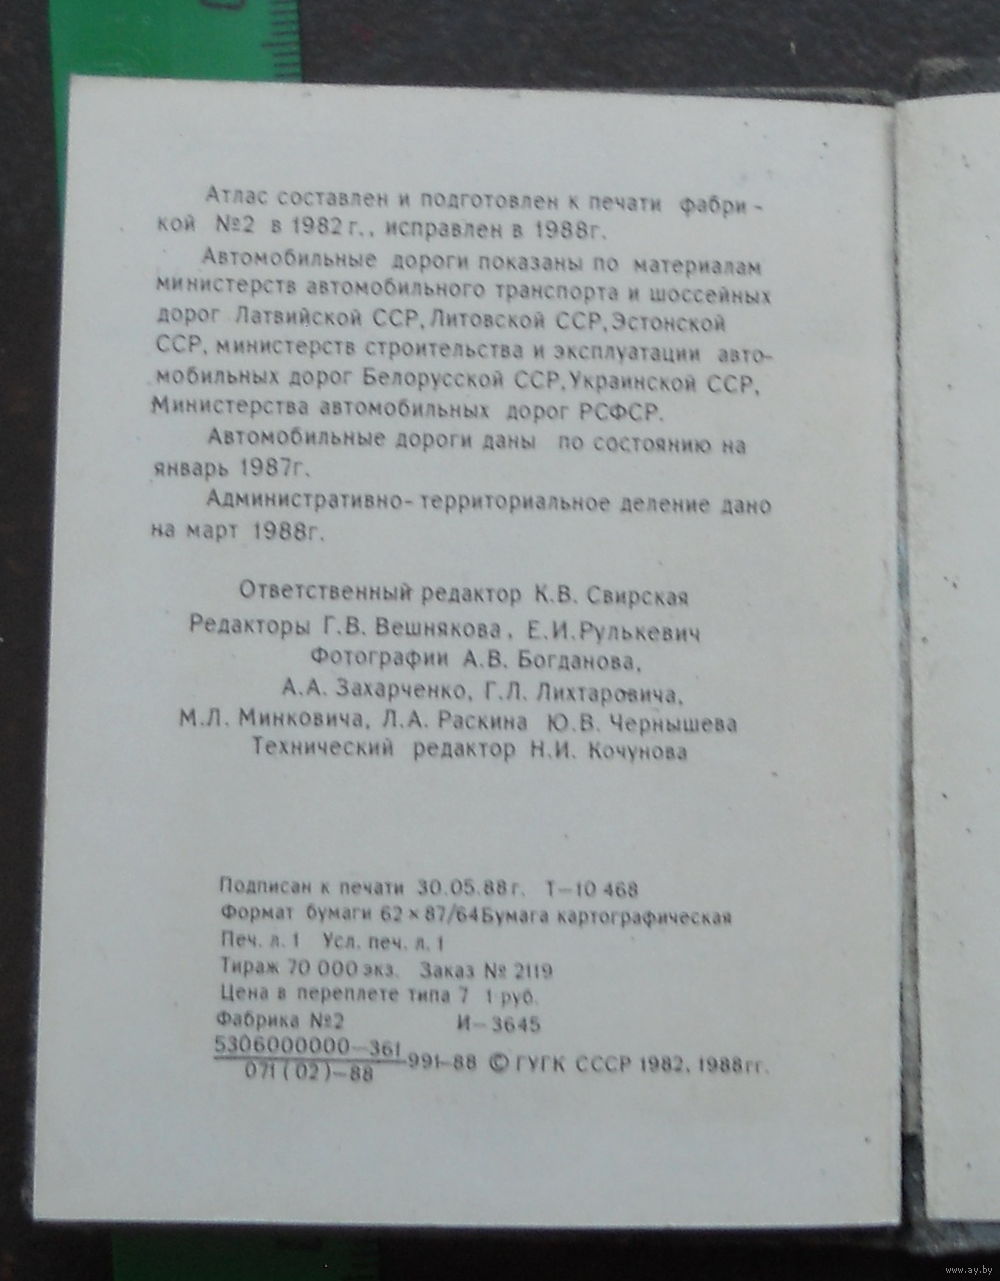 Атлас составлен и подготовлен к печати фабри-
кой №2 в 1982г., исправлен в 1988г.
Автомобильные дороги показаны по материалам
министерств автомобильного транспорта и шоссейных
дорог Латвийской ССР, Литовской ССР, Эстонской
ССР, министерств строительства и эксплуатации авто-
мобильных дорог Белорусской ССР, Украинской ССР,
Министерства автомобильных дорог РСФСР.
Автомобильные дороги даны по состоянию на
январь 1987г.
Административно-территориальное деление дано
на март 1988г.
Ответственный редактор К.В. Свирская
Редакторы Г.В. Вешнякова, Е.И.Рулькевич
Фотографии А.В. Богданова,
А.А. Захарченко, Г.Л. Лихтаровича,
М.Л. Минковича, Л.А. Раскина Ю.В. Чернышева
Технический редактор Н.И. Кочунова
Подписан к печати 30.05.88г. Т-10 468
Формат бумаги 62×87/64 Бумага картографическая
Печ. л. 1 Усл. печ. л. 1
Тираж 70 000 экз. Заказ № 2119
Цена в переплете типа 7 1 руб.
Фабрика №2 И-3645
5306000000-361
071(02)-88
991-88 © ГУГК СССР 1982, 1988гг.
www.ay.by